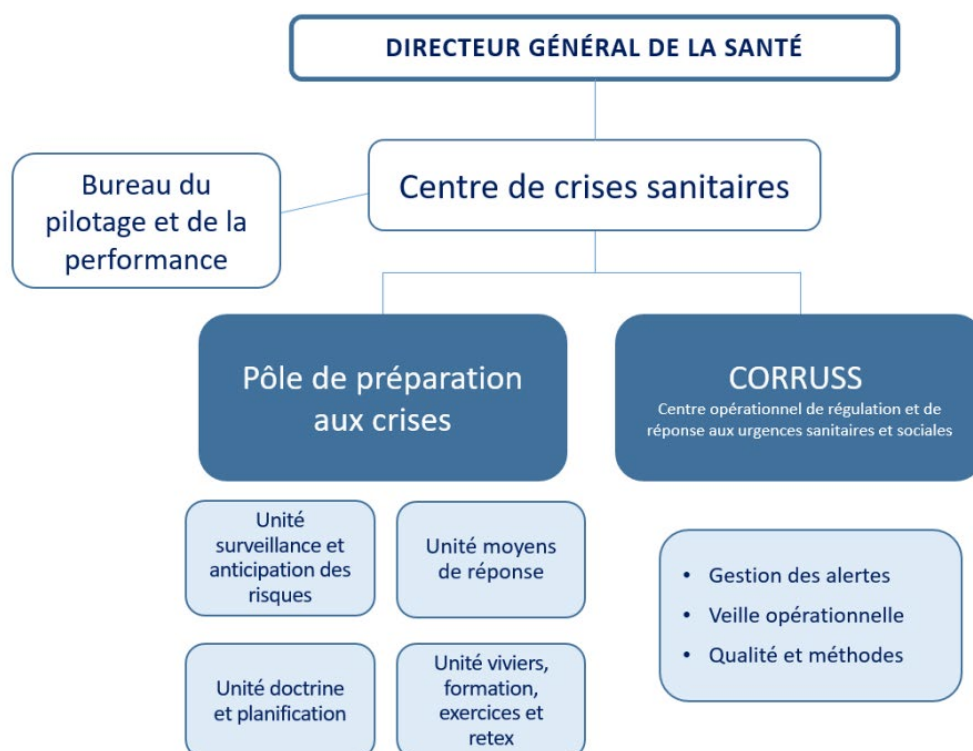 DIRECTEUR GÉNÉRAL DE LA SANTÉ
Bureau du
pilotage et de la
performance
Centre de crises sanitaires
Pôle de préparation
aux crises
CORRUSS
Centre opérationnel de régulation et de
réponse aux urgences sanitaires et sociales
Unité
surveillance et
anticipation des
risques
Unité moyens
de réponse
Unité doctrine
et planification
Unité viviers,
formation,
exercices et
retex
• Gestion des alertes
• Veille opérationnelle
• Qualité et méthodes